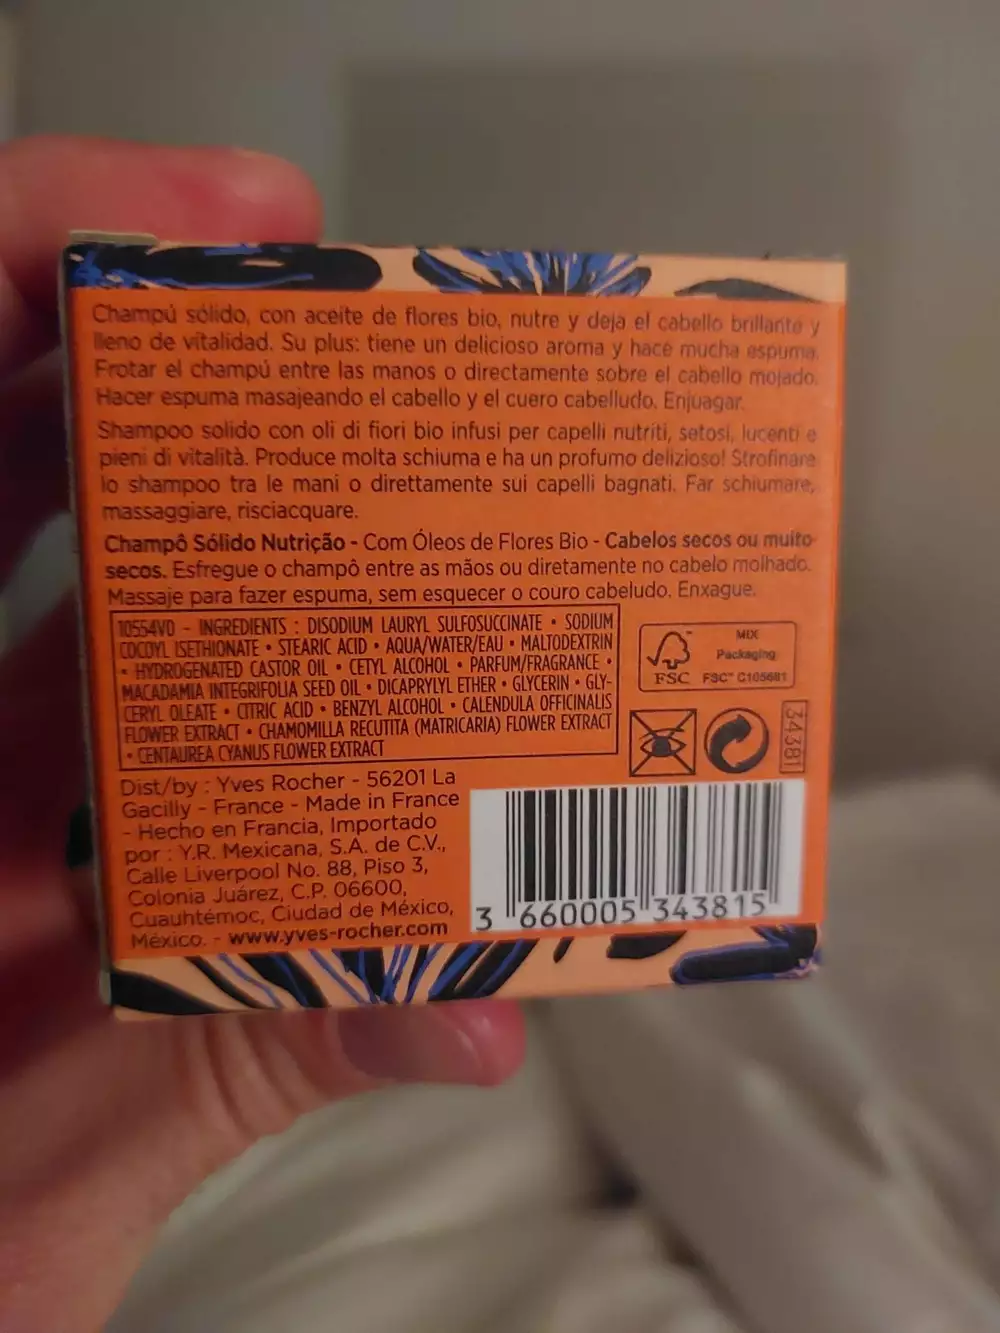 Champú sólido, con aceite de flores bio, nutre y deja el cabello brillante y
lleno de vitalidad. Su plus: tiene un delicioso aroma y hace mucha espuma.
Frotar el champú entre las manos o directamente sobre el cabello mojado.
Hacer espuma masajeando el cabello y el cuero cabelludo. Enjuagar.
Shampoo solido con oli di fiori bio infusi per capelli nutriti, setosi, lucenti e
pieni di vitalità. Produce molta schiuma e ha un profumo delizioso! Strofinare
lo shampoo tra le mani o direttamente sui capelli bagnati. Far schiumare,
massaggiare, risciacquare.
Champô Sólido Nutrição - Com Óleos de Flores Bio - Cabelos secos ou muito
secos. Esfregue o champô entre as mãos ou diretamente no cabelo molhado.
Massaje para fazer espuma, sem esquecer o couro cabeludo. Enxague.
10554V0 - INGREDIENTS : DISODIUM LAURYL SULFOSUCCINATE • SODIUM
COCOYL ISETHIONATE • STEARIC ACID • AQUA/WATER/EAU • MALTODEXTRIN
• HYDROGENATED CASTOR OIL • CETYL ALCOHOL • PARFUM/FRAGRANCE •
MACADAMIA INTEGRIFOLIA SEED OIL • DICAPRYLYL ETHER • GLYCERIN • GLY-
CERYL OLEATE • CITRIC ACID • BENZYL ALCOHOL • CALENDULA OFFICINALIS
FLOWER EXTRACT • CHAMOMILLA RECUTITA (MATRICARIA) FLOWER EXTRACT
• CENTAUREA CYANUS FLOWER EXTRACT
MIX
Packaging
FSC FSC™ C105681
34381
Dist/by : Yves Rocher - 56201 La
Gacilly - France - Made in France
- Hecho en Francia, Importado
por : Y.R. Mexicana, S.A. de C.V.,
Calle Liverpool No. 88, Piso 3,
Colonia Juárez, C.P. 06600,
Cuauhtémoc, Ciudad de México,
México. - www.yves-rocher.com
3 660005 343815